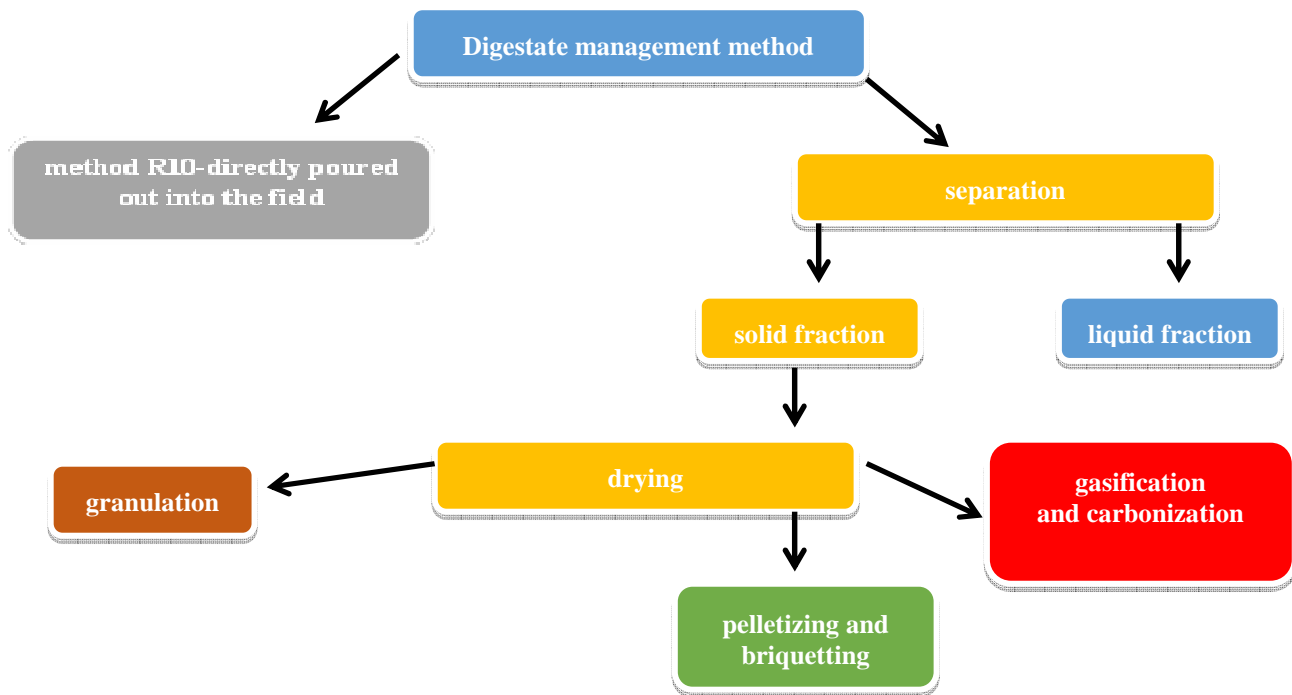 Digestate management method
method R10-directly poured
out into the field
separation
solid fraction
liquid fraction
drying
granulation
gasification
and carbonization
pelletizing and
briquetting